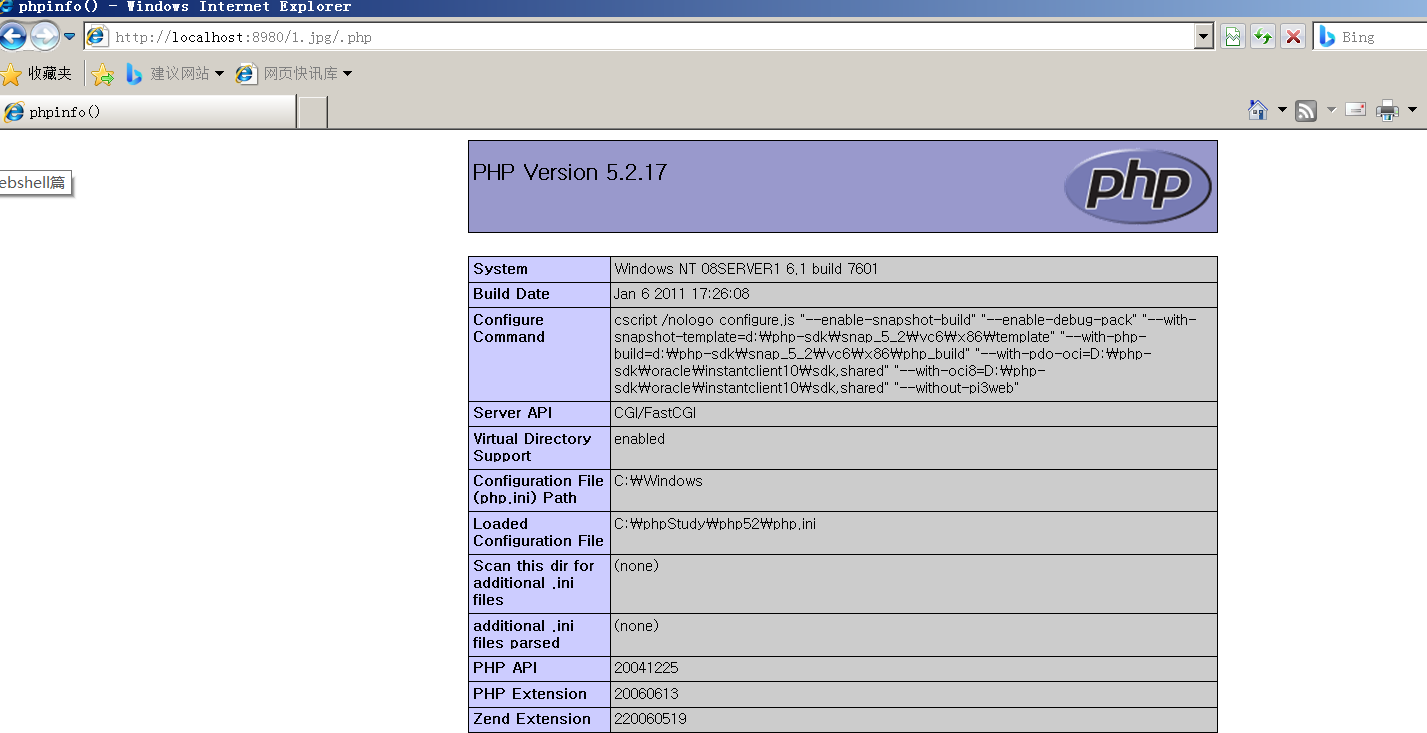 phpinfo() - Windows Internet Explorer
http://localhost:8980/1.jpg/.php
Bing
收藏夹
建议网站
网页快讯库
phpinfo()
ebshell篇
PHP Version 5.2.17
php
System
Windows NT 08SERVER1 6.1 build 7601
Build Date
Jan 6 2011 17:26:08
Configure
Command
cscript /nologo configure.js "--enable-snapshot-build" "--enable-debug-pack" "--with-
snapshot-template=d:₩php-sdk₩snap_5_2₩vc6₩x86₩template" "--with-php-
build=d:₩php-sdk₩snap_5_2₩vc6₩x86₩php_build" "--with-pdo-oci=D:₩php-
sdk₩oracle₩instantclient10₩sdk,shared" "--with-oci8=D:₩php-
sdk₩oracle₩instantclient10₩sdk,shared" "--without-pi3web"
Server API
CGI/FastCGI
Virtual Directory
Support
enabled
Configuration File
(php.ini) Path
C:₩Windows
Loaded
Configuration File
C:₩phpStudy₩php52₩php.ini
Scan this dir for
additional .ini
files
(none)
additional .ini
files parsed
(none)
PHP API
20041225
PHP Extension
20060613
Zend Extension
220060519